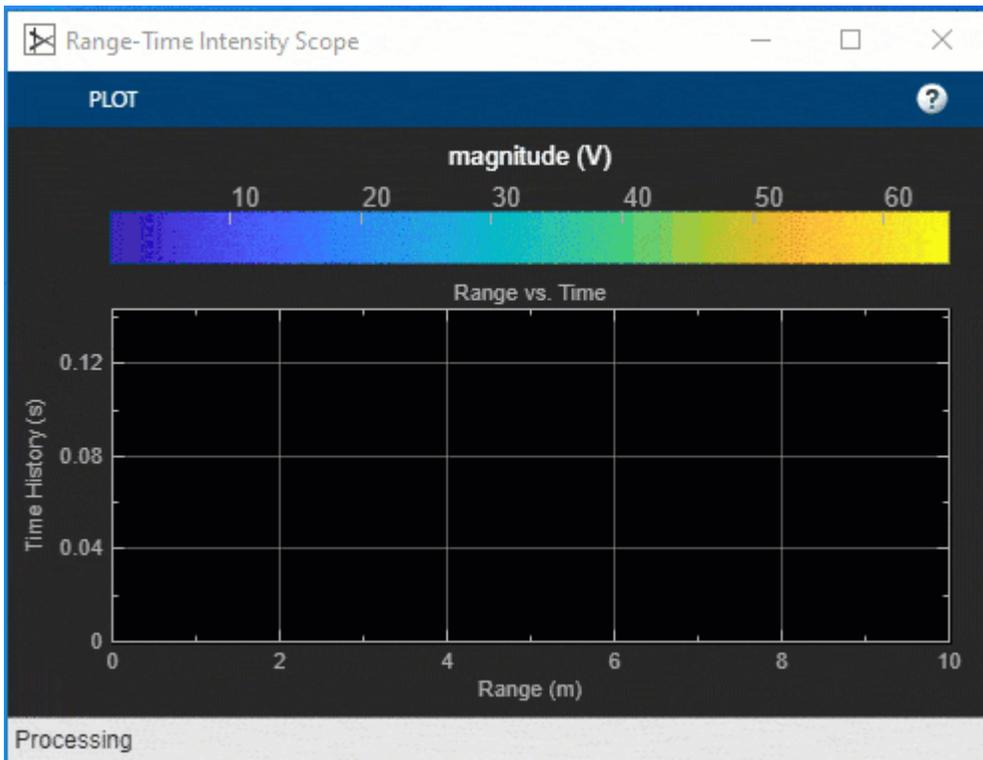 Range-Time Intensity Scope
PLOT
?
magnitude (V)
10 20 30 40 50 60
Range vs. Time
Time History (s)
0.12
0.08
0.04
0
0 2 4 6 8 10
Range (m)
Processing